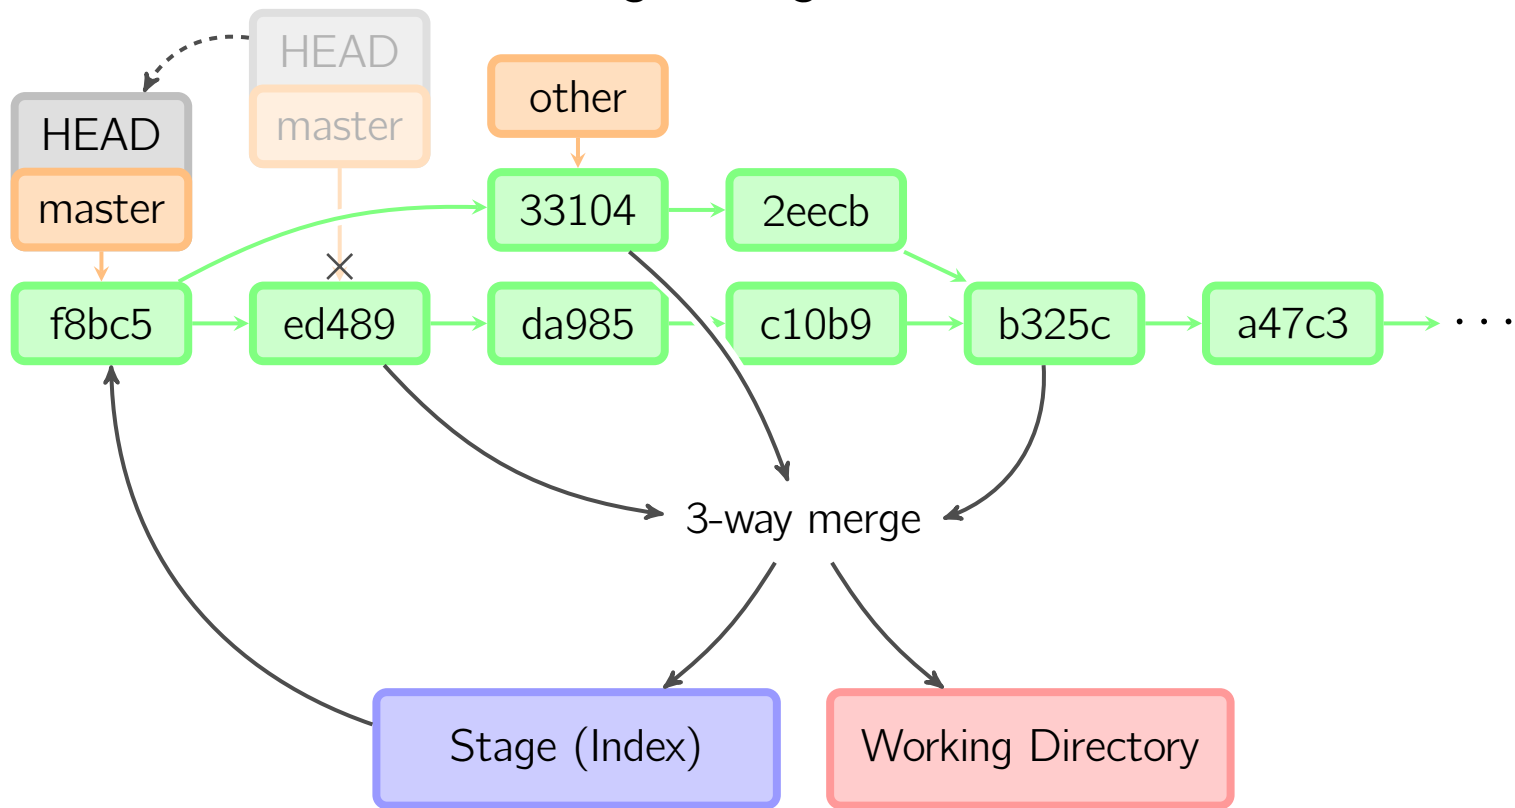 HEAD
master
other
HEAD
master
33104
2eecb
f8bc5
ed489
da985
c10b9
b325c
a47c3
...
3-way merge
Stage (Index)
Working Directory